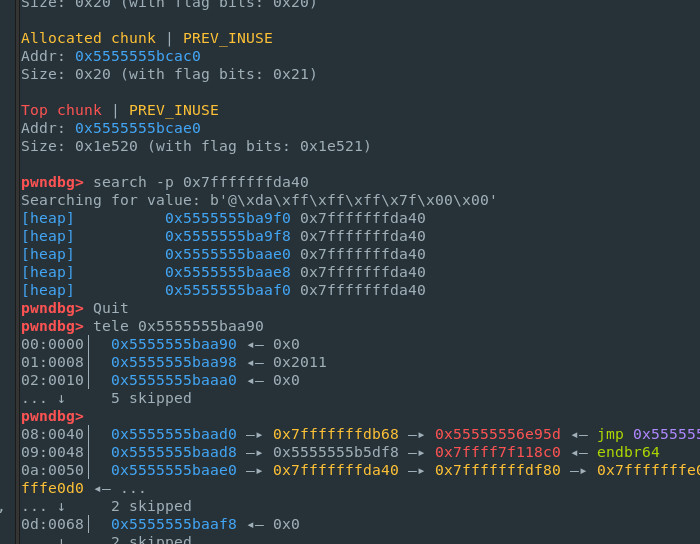 Size: 0x20 (with flag bits: 0x20)
Allocated chunk | PREV_INUSE
Addr: 0x5555555bcac0
Size: 0x20 (with flag bits: 0x21)
Top chunk | PREV_INUSE
Addr: 0x5555555bcae0
Size: 0x1e520 (with flag bits: 0x1e521)
pwndbg> search -p 0x7fffffffda40
Searching for value: b'@\xda\xff\xff\xff\x7f\x00\x00'
[heap] 0x5555555ba9f0 0x7fffffffda40
[heap] 0x5555555ba9f8 0x7fffffffda40
[heap] 0x5555555baae0 0x7fffffffda40
[heap] 0x5555555baae8 0x7fffffffda40
[heap] 0x5555555baaf0 0x7fffffffda40
pwndbg> Quit
pwndbg> tele 0x5555555baa90
00:0000│ 0x5555555baa90 ◂— 0x0
01:0008│ 0x5555555baa98 ◂— 0x2011
02:0010│ 0x5555555baaa0 ◂— 0x0
... ↓ 5 skipped
pwndbg>
08:0040│ 0x5555555baad0 —▸ 0x7fffffffdb68 —▸ 0x55555556e95d ◂— jmp 0x555555
09:0048│ 0x5555555baad8 —▸ 0x5555555b5df8 —▸ 0x7ffff7f118c0 ◂— endbr64
0a:0050│ 0x5555555baae0 —▸ 0x7fffffffda40 —▸ 0x7fffffffdf80 —▸ 0x7fffffffe0
fffe0d0 ◂— ...
... ↓ 2 skipped
0d:0068│ 0x5555555baaf8 ◂— 0x0
... ↓ 2 skipped